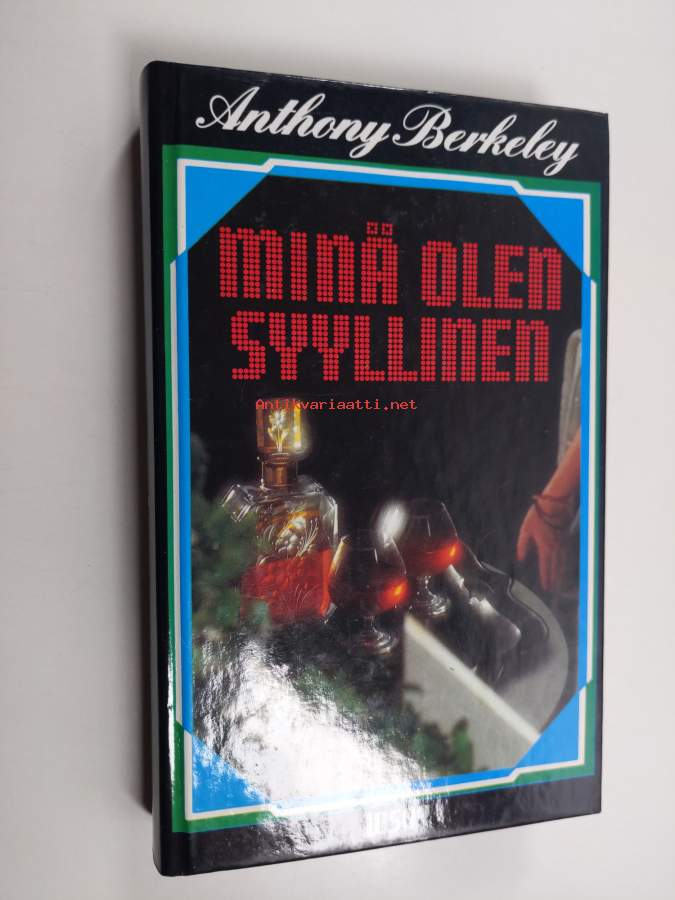 Anthony Berkeley
MINÄ OLEN
SYYLLINEN
Antikvariaatti.net